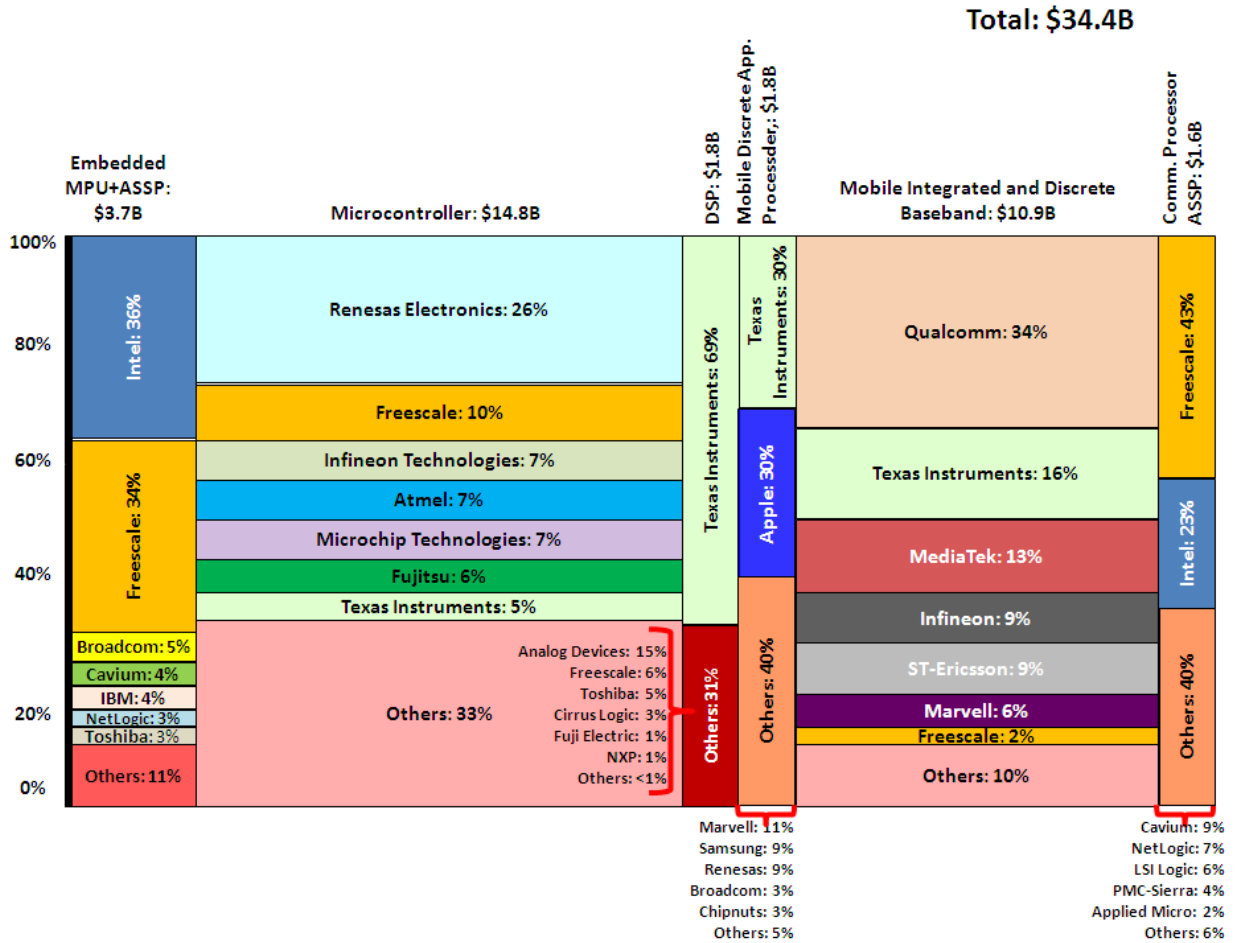 Total: $34.4B
Embedded
MPU+ASSP:
$3.7B
Microcontroller: $14.8B
DSP: $1.8B
Mobile Discrete App.
Processder,: $1.8B
Mobile Integrated and Discrete
Baseband: $10.9B
Comm. Processor
ASSP: $1.6B
100%
80%
60%
40%
20%
0%
Intel: 36%
Freescale: 34%
Broadcom: 5%
Cavium: 4%
IBM: 4%
NetLogic: 3%
Toshiba: 3%
Others: 11%
Renesas Electronics: 26%
Freescale: 10%
Infineon Technologies: 7%
Atmel: 7%
Microchip Technologies: 7%
Fujitsu: 6%
Texas Instruments: 5%
Others: 33%
Analog Devices: 15%
Freescale: 6%
Toshiba: 5%
Cirrus Logic: 3%
Fuji Electric: 1%
NXP: 1%
Others: <1%
Texas Instruments: 69%
Others: 31%
Texas
Instruments: 30%
Apple: 30%
Others: 40%
Marvell: 11%
Samsung: 9%
Renesas: 9%
Broadcom: 3%
Chipnuts: 3%
Others: 5%
Qualcomm: 34%
Texas Instruments: 16%
MediaTek: 13%
Infineon: 9%
ST-Ericsson: 9%
Marvell: 6%
Freescale: 2%
Others: 10%
Freescale: 43%
Intel: 23%
Others: 40%
Cavium: 9%
NetLogic: 7%
LSI Logic: 6%
PMC-Sierra: 4%
Applied Micro: 2%
Others: 6%